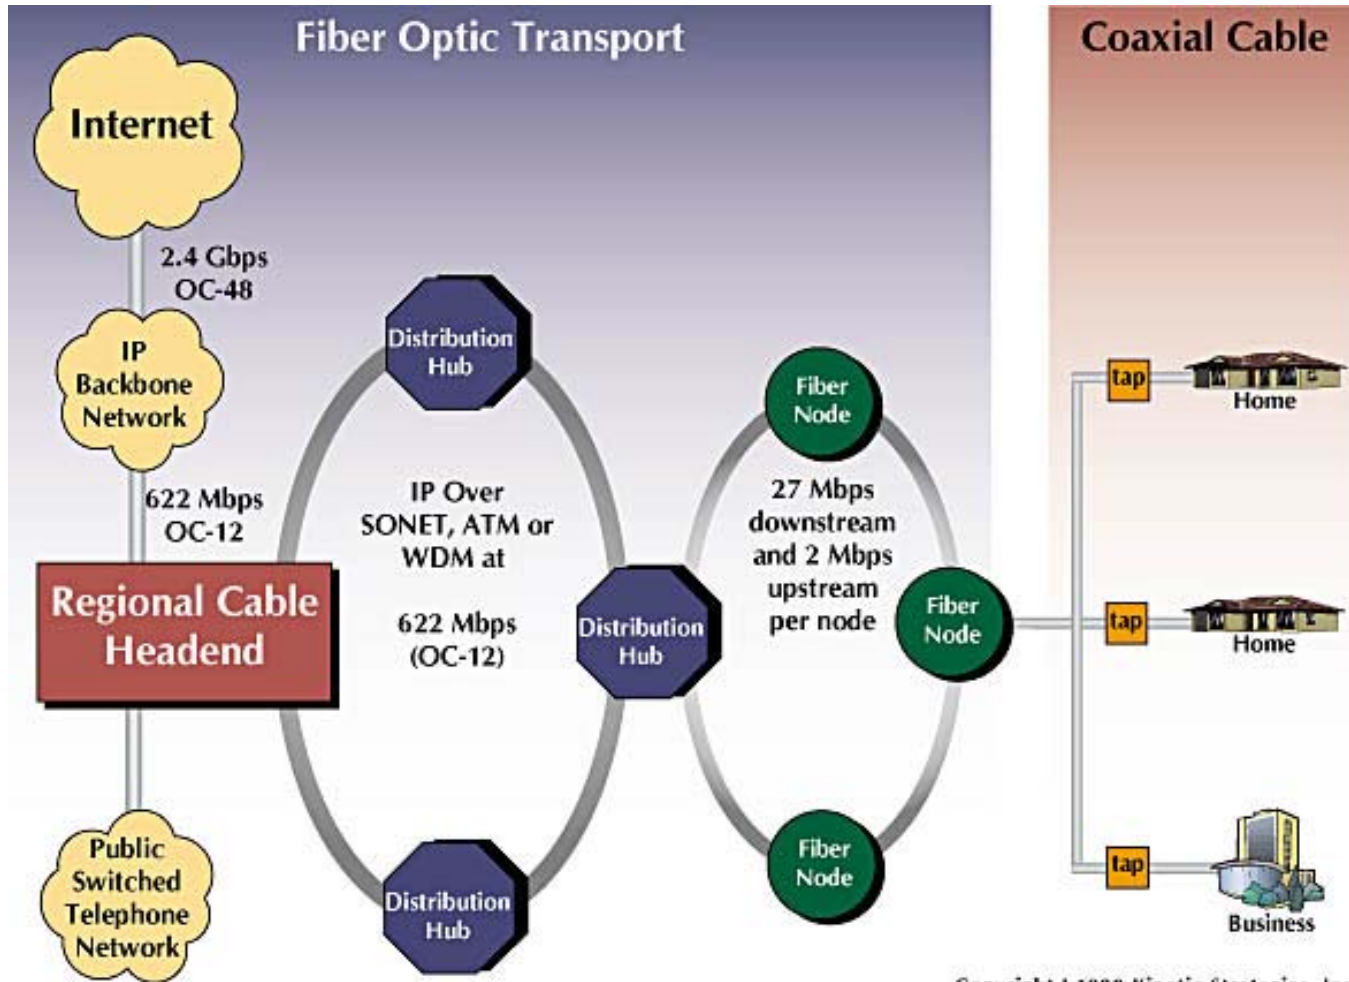 Fiber Optic Transport
Coaxial Cable
Internet
2.4 Gbps
OC-48
IP
Backbone
Network
622 Mbps
OC-12
Regional Cable
Headend
Public
Switched
Telephone
Network
Distribution
Hub
IP Over
SONET, ATM or
WDM at
622 Mbps
(OC-12)
Distribution
Hub
Distribution
Hub
Fiber
Node
27 Mbps
downstream
and 2 Mbps
upstream
per node
Fiber
Node
Fiber
Node
tap
Home
tap
Home
tap
Business